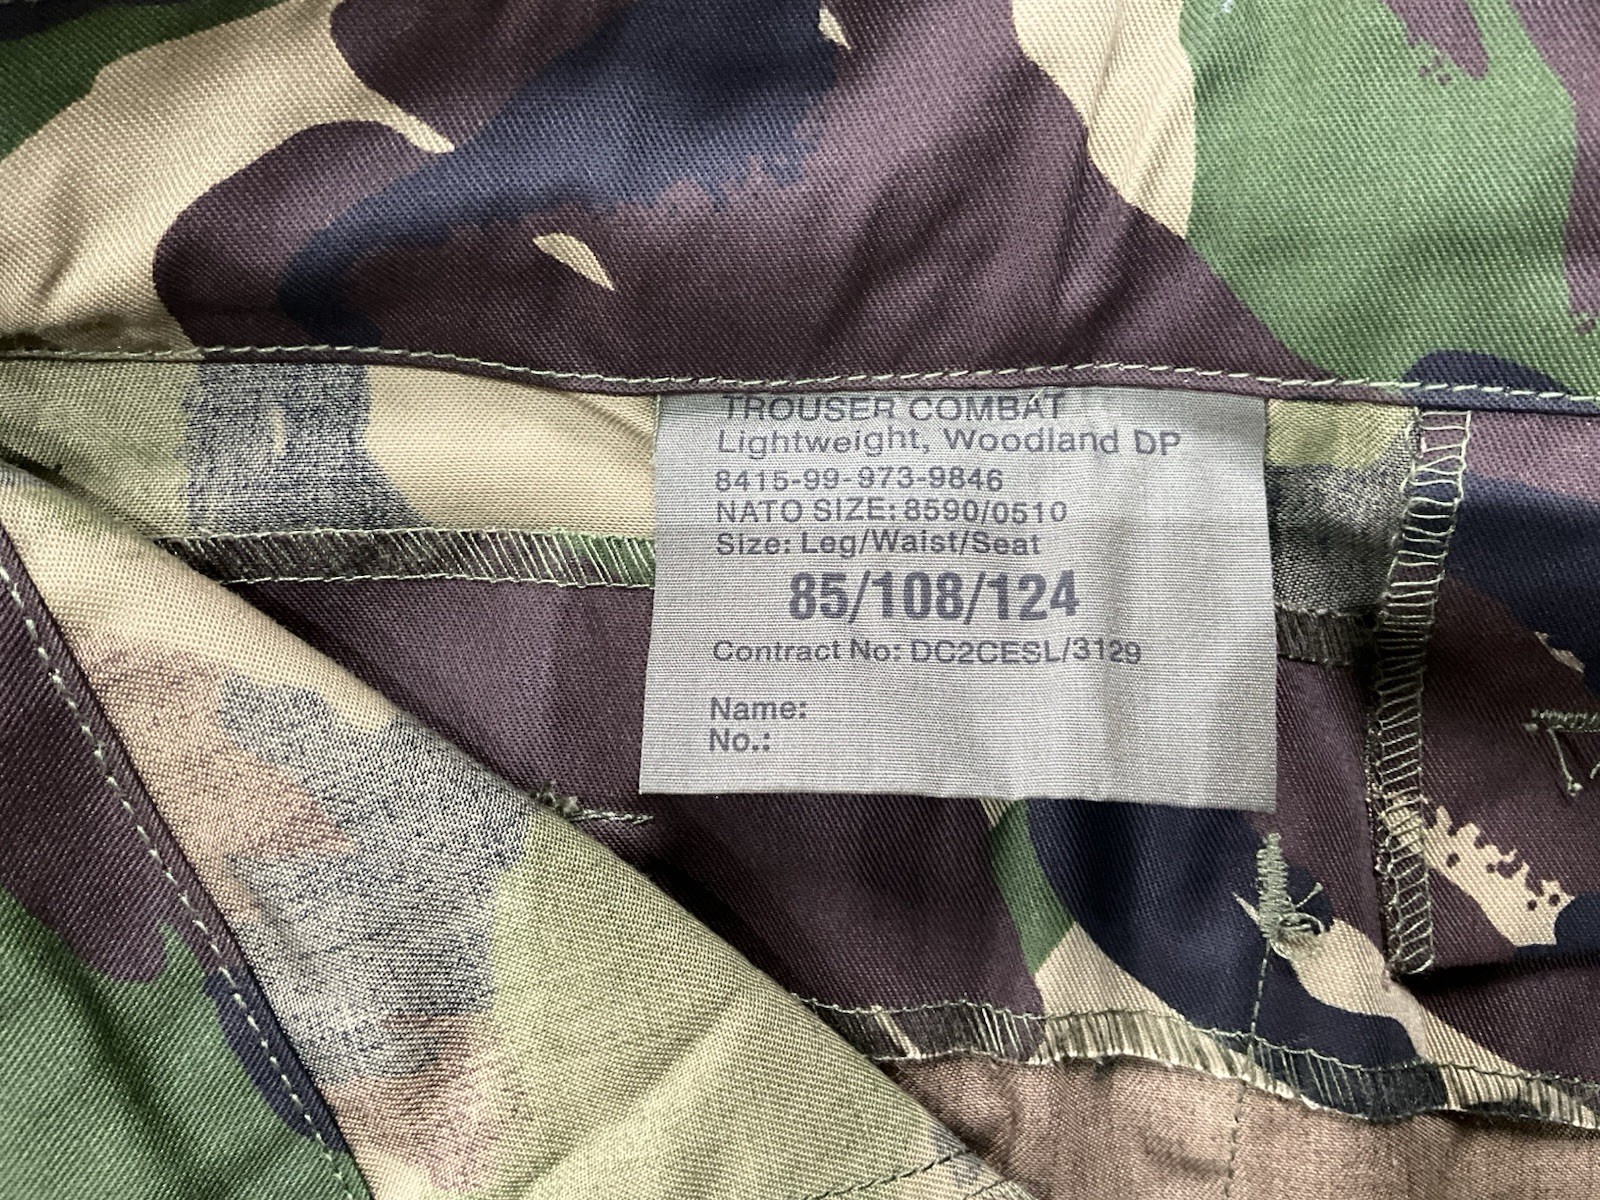 TROUSER COMBAT
Lightweight, Woodland DP
8415-99-973-9846
NATO SIZE: 8590/0510
Size: Leg/Waist/Seat
85/108/124
Contract No: DC2CESL/3129
Name:
No.: